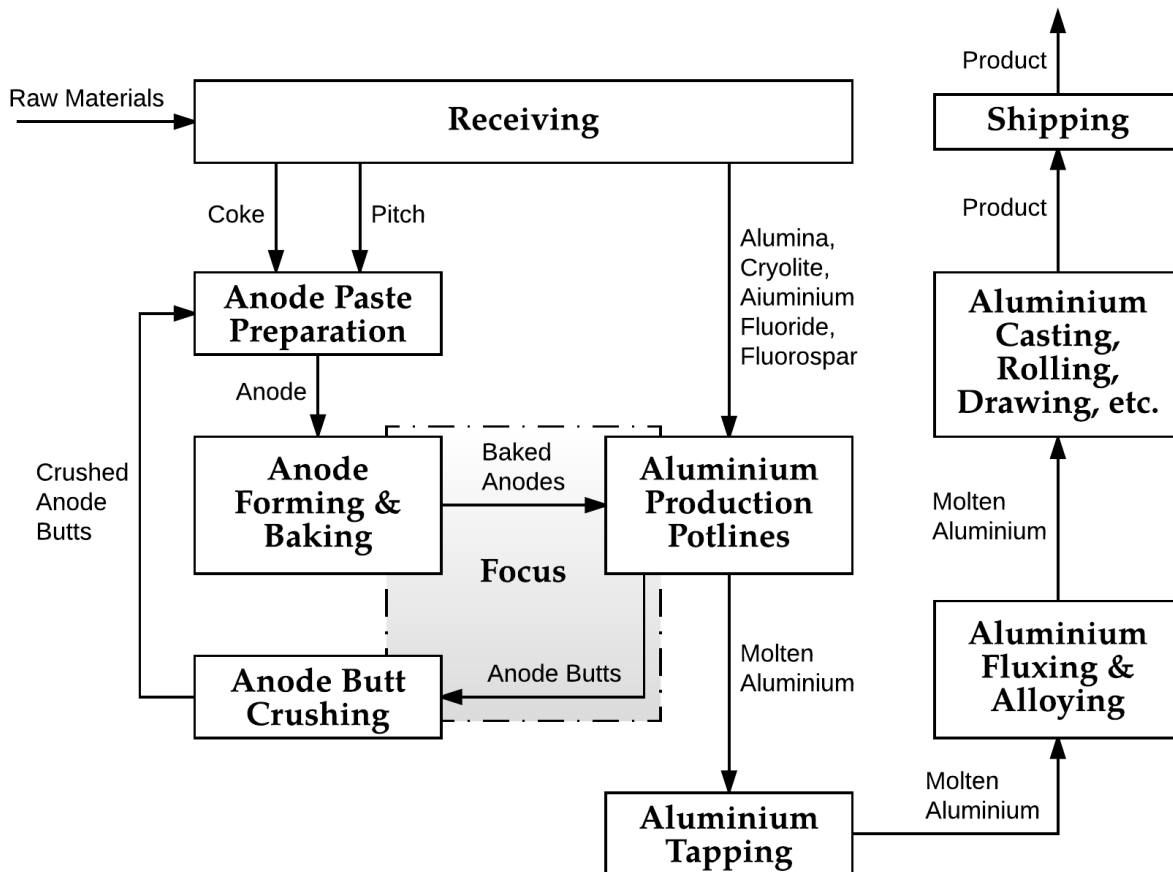 Product
Raw Materials
Receiving
Shipping
Coke
Pitch
Product
Alumina,
Cryolite,
Aiuminium
Fluoride,
Fluorospar
Anode Paste
Preparation
Aluminium
Casting,
Rolling,
Drawing, etc.
Anode
Crushed
Anode
Butts
Anode
Forming &
Baking
Baked
Anodes
Aluminium
Production
Potlines
Focus
Molten
Aluminium
Anode Butt
Crushing
Anode Butts
Molten
Aluminium
Aluminium
Fluxing &
Alloying
Aluminium
Tapping
Molten
Aluminium